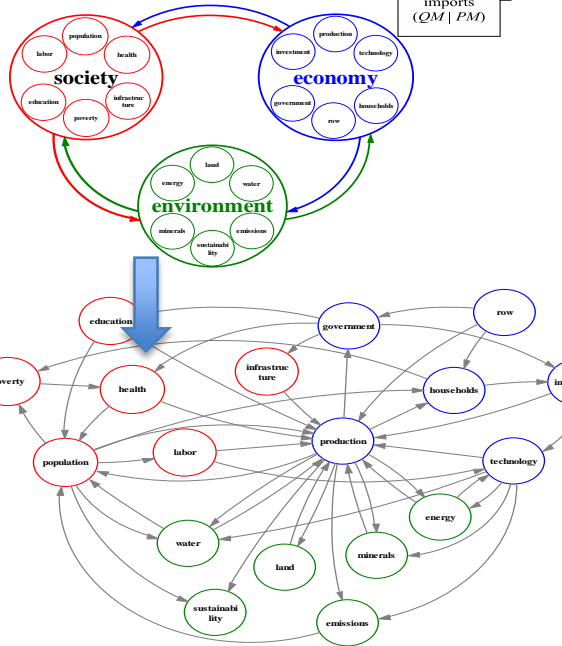 imports
(QM | PM)
population
labor
health
society
education
infrastruc
ture
poverty
production
investment
technology
economy
government
households
row
land
energy
water
environment
minerals
emissions
sustainabi
lity
education
government
row
overty
health
infrastruc
ture
households
in
population
labor
production
technology
energy
water
land
minerals
sustainabi
lity
emissions